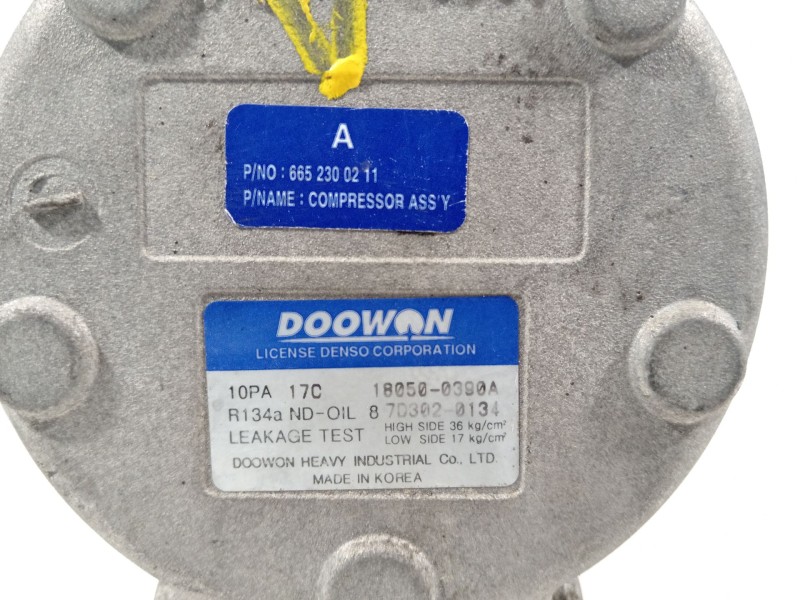 A
P/NO : 665 230 02 11
P/NAME : COMPRESSOR ASS'Y
DOOWON
LICENSE DENSO CORPORATION
10PA 17C 18050-0390A
R134a ND-OIL 8 7D302-0134
LEAKAGE TEST HIGH SIDE 36 kg/cm²
LOW SIDE 17 kg/cm²
DOOWON HEAVY INDUSTRIAL Co., LTD.
MADE IN KOREA